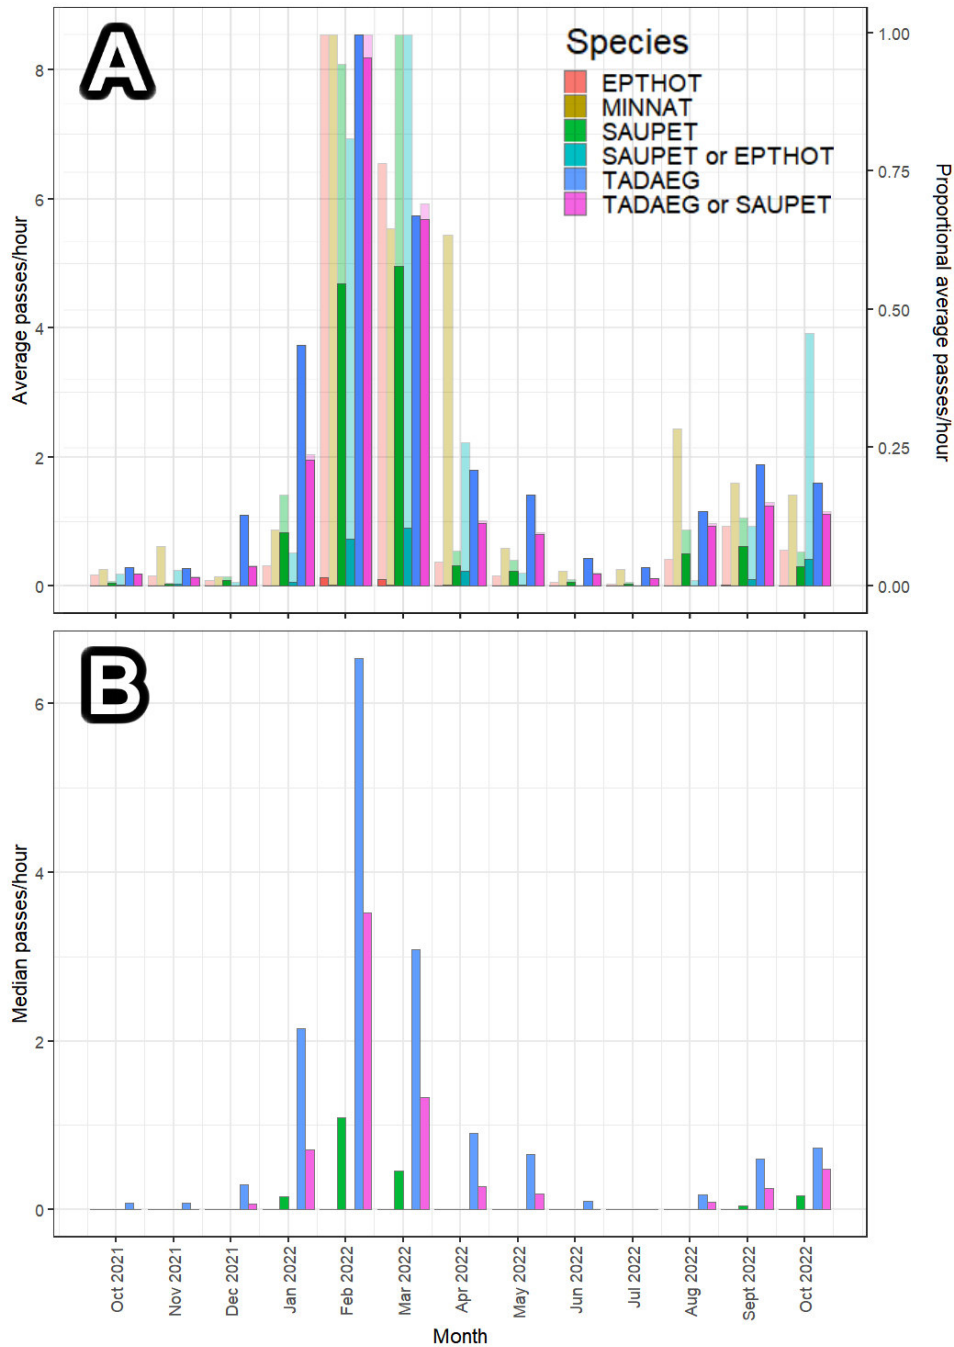 A
Species
EPTHOT
MINNAT
SAUPET
SAUPET or EPTHOT
TADAEG
TADAEG or SAUPET
Average passes/hour
8
6
4
2
0
Proportional average passes/hour
1.00
0.75
0.50
0.25
0.00
B
Median passes/hour
6
4
2
0
Oct 2021
Nov 2021
Dec 2021
Jan 2022
Feb 2022
Mar 2022
Apr 2022
May 2022
Jun 2022
Jul 2022
Aug 2022
Sept 2022
Oct 2022
Month